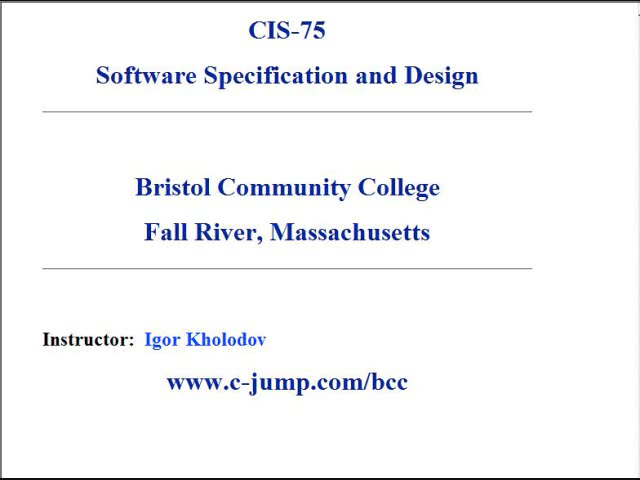 CIS-75
Software Specification and Design
Bristol Community College
Fall River, Massachusetts
Instructor: Igor Kholodov
www.c-jump.com/bcc